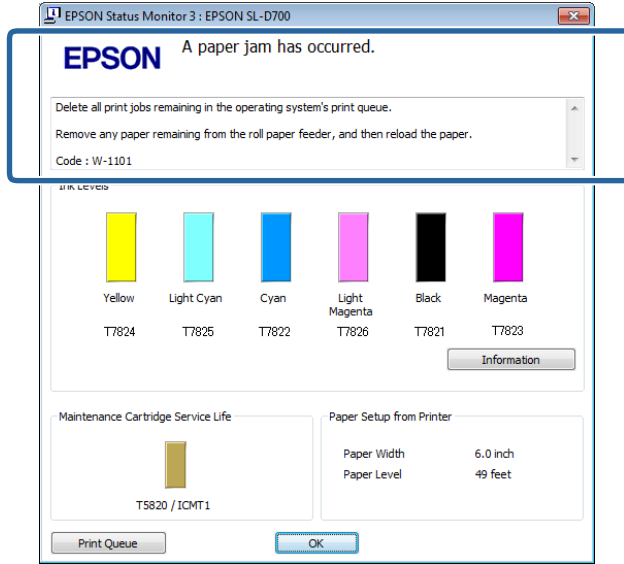 EPSON Status Monitor 3 : EPSON SL-D700
EPSON
A paper jam has occurred.
Delete all print jobs remaining in the operating system's print queue.
Remove any paper remaining from the roll paper feeder, and then reload the paper.
Code : W-1101
Ink Levels
Yellow Light Cyan Cyan Light Magenta Black Magenta
T7824 T7825 T7822 T7826 T7821 T7823
Information
Maintenance Cartridge Service Life
T5820 / ICMT1
Paper Setup from Printer
Paper Width 6.0 inch
Paper Level 49 feet
Print Queue
OK